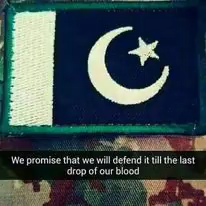 We promise that we will defend it till the last
drop of our blood